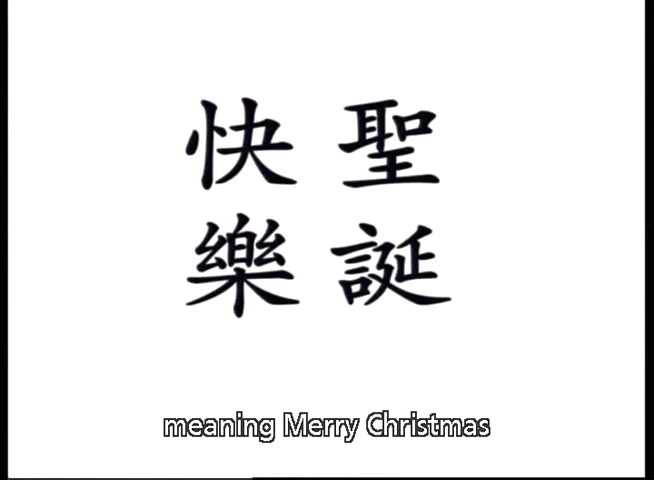 聖誕
快樂
meaning Merry Christmas